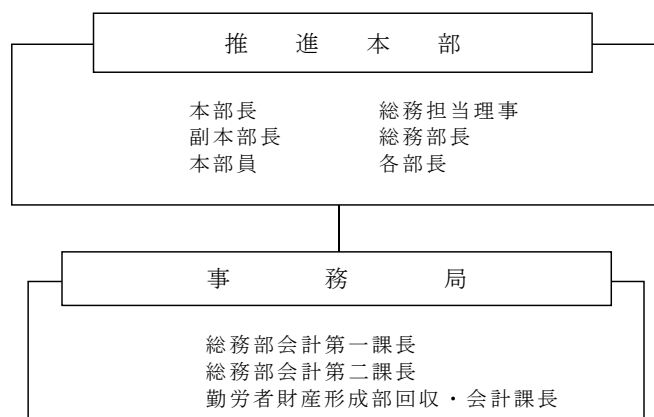 推進本部
本部長 総務担当理事
副本部長 総務部長
本部員 各部長
事務局
総務部会計第一課長
総務部会計第二課長
勤労者財産形成部回収・会計課長